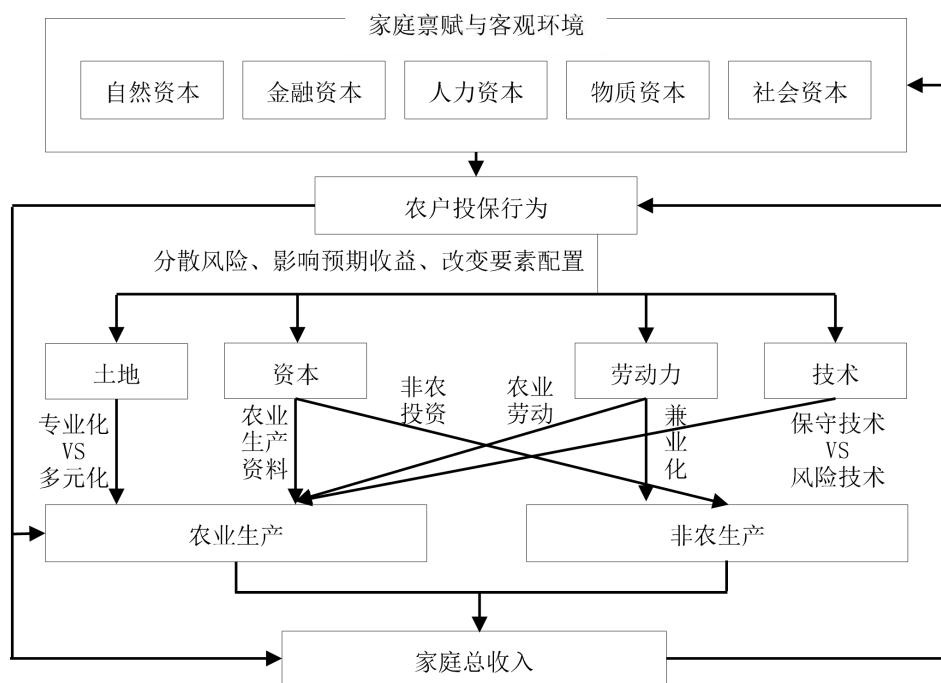 家庭禀赋与客观环境
自然资本
金融资本
人力资本
物质资本
社会资本
农户投保行为
分散风险、影响预期收益、改变要素配置
土地
资本
劳动力
技术
专业化
VS
多元化
农业
生产
资料
非农
投资
农业
劳动
兼
业
化
保守技术
VS
风险技术
农业生产
非农生产
家庭总收入